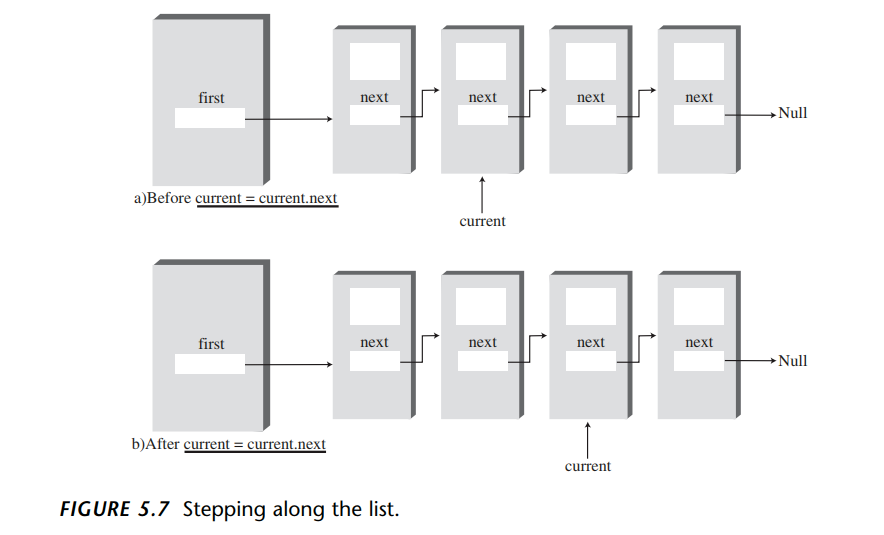 first
next
next
next
next
Null
a)Before current = current.next
current
first
next
next
next
next
Null
b)After current = current.next
current
FIGURE 5.7 Stepping along the list.